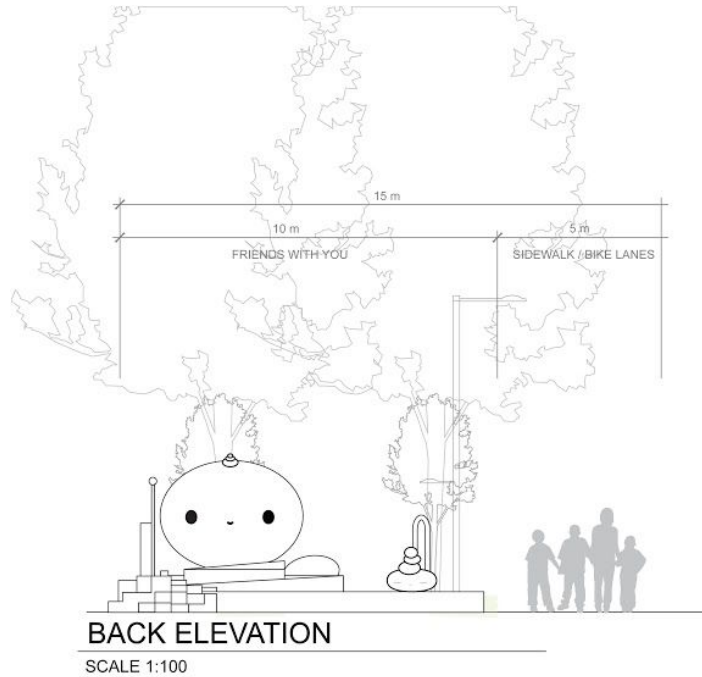 15 m
10 m
5 m
FRIENDS WITH YOU
SIDEWALK / BIKE LANES
BACK ELEVATION
SCALE 1:100